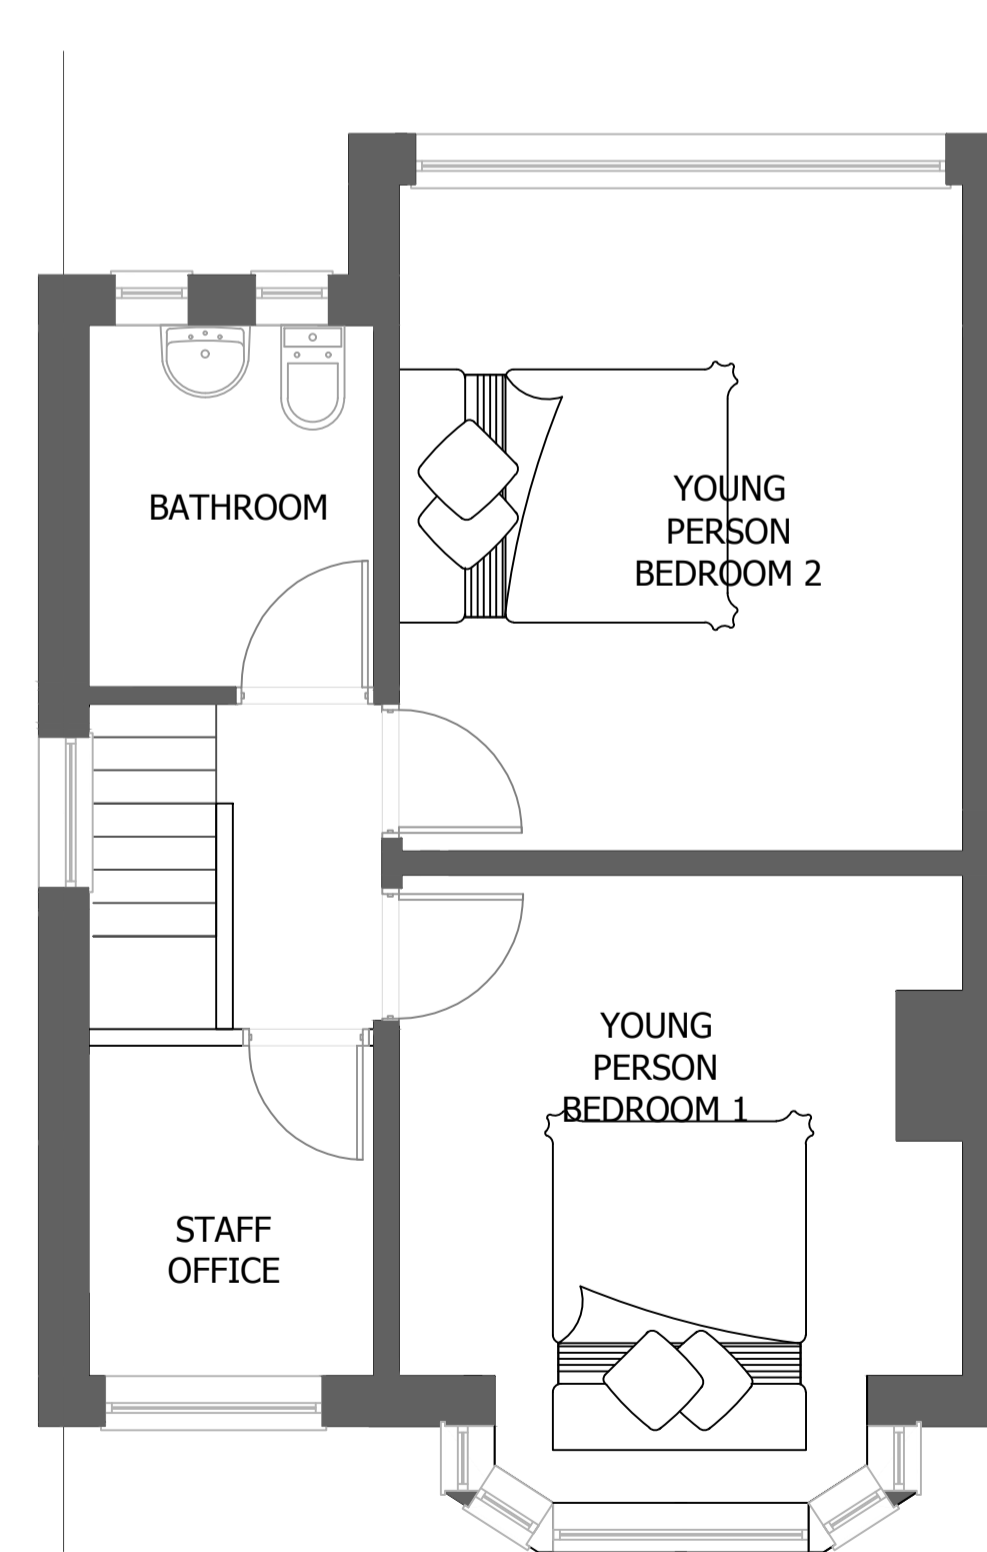 BATHROOM
YOUNG
PERSON
BEDROOM 2
YOUNG
PERSON
BEDROOM 1
STAFF
OFFICE